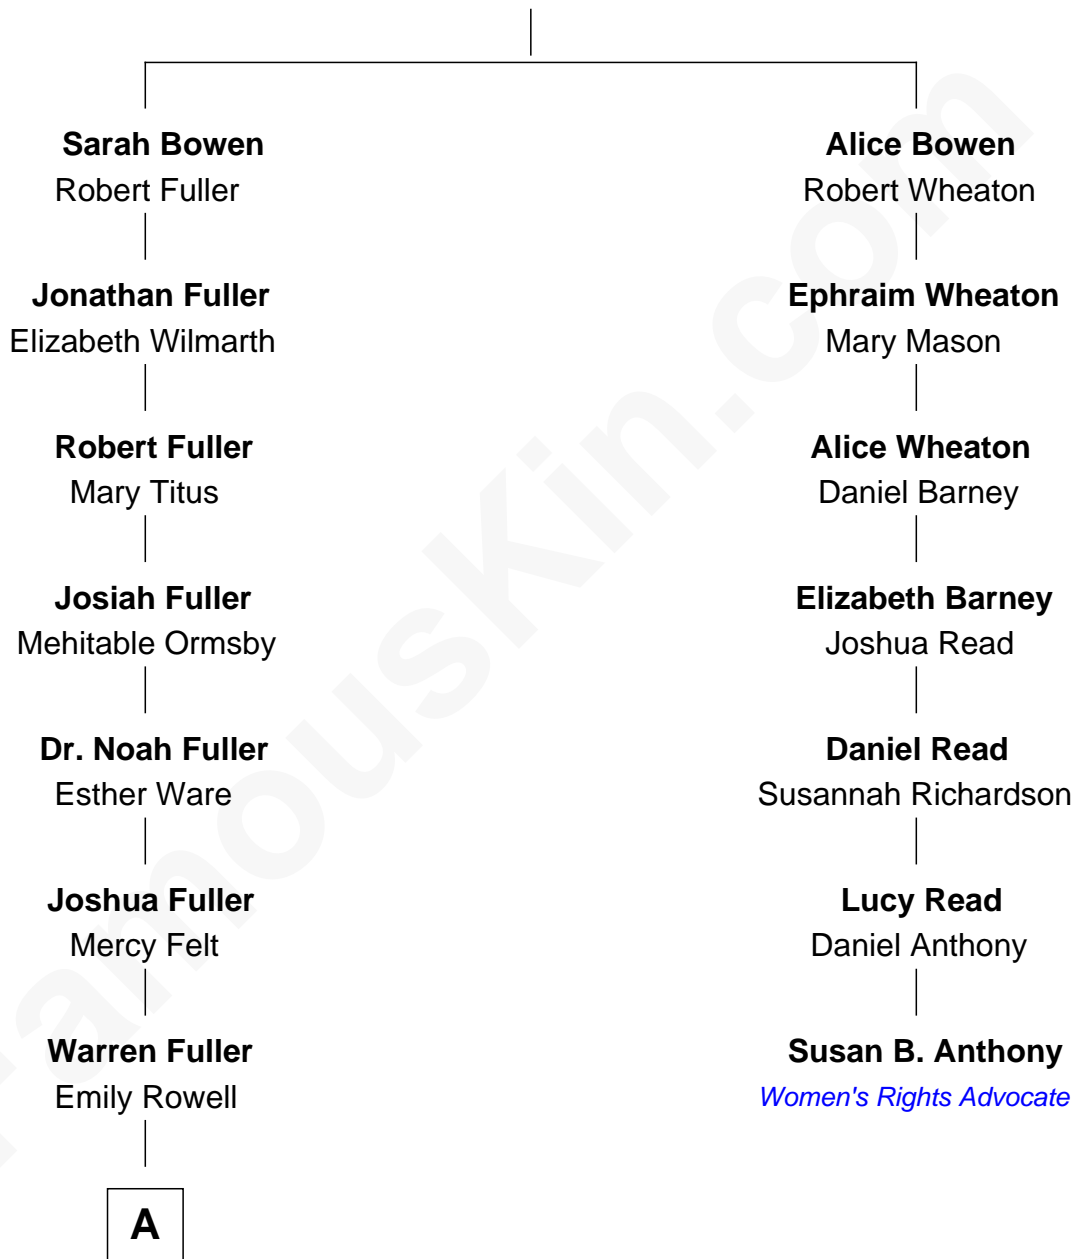 Sarah Bowen
Robert Fuller
Jonathan Fuller
Elizabeth Wilmarth
Robert Fuller
Mary Titus
Josiah Fuller
Mehitable Ormsby
Dr. Noah Fuller
Esther Ware
Joshua Fuller
Mercy Felt
Warren Fuller
Emily Rowell
A
Alice Bowen
Robert Wheaton
Ephraim Wheaton
Mary Mason
Alice Wheaton
Daniel Barney
Elizabeth Barney
Joshua Read
Daniel Read
Susannah Richardson
Lucy Read
Daniel Anthony
Susan B. Anthony
Women's Rights Advocate
FamousKin.com